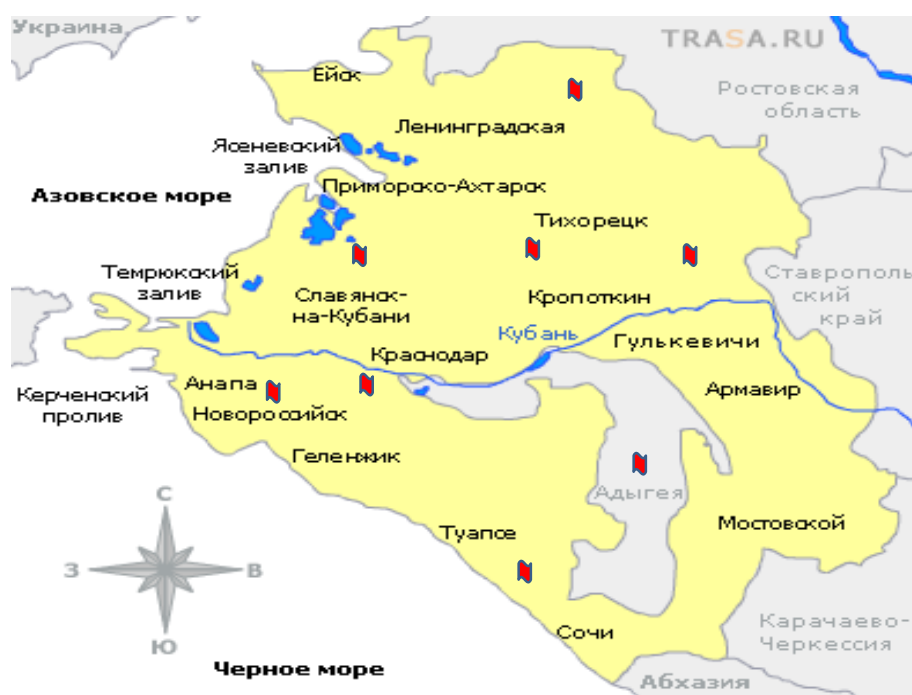 Украина
TRASA.RU
Ейск
Ростовская
область
Ленинградская
Ясеневский
залив
Приморско-Ахтарск
Азовское море
Тихорецк
Темрюкский
залив
Ставрополь
ский
край
Славянск-
на-Кубани
Кропоткин
Кубань
Гулькевичи
Краснодар
Керченский
пролив
Анапа
Армавир
Новороссийск
Геленжик
Адыгея
С
Туапсе
Мостовской
З
В
Ю
Сочи
Карачаево-
Черкессия
Черное море
Абхазия